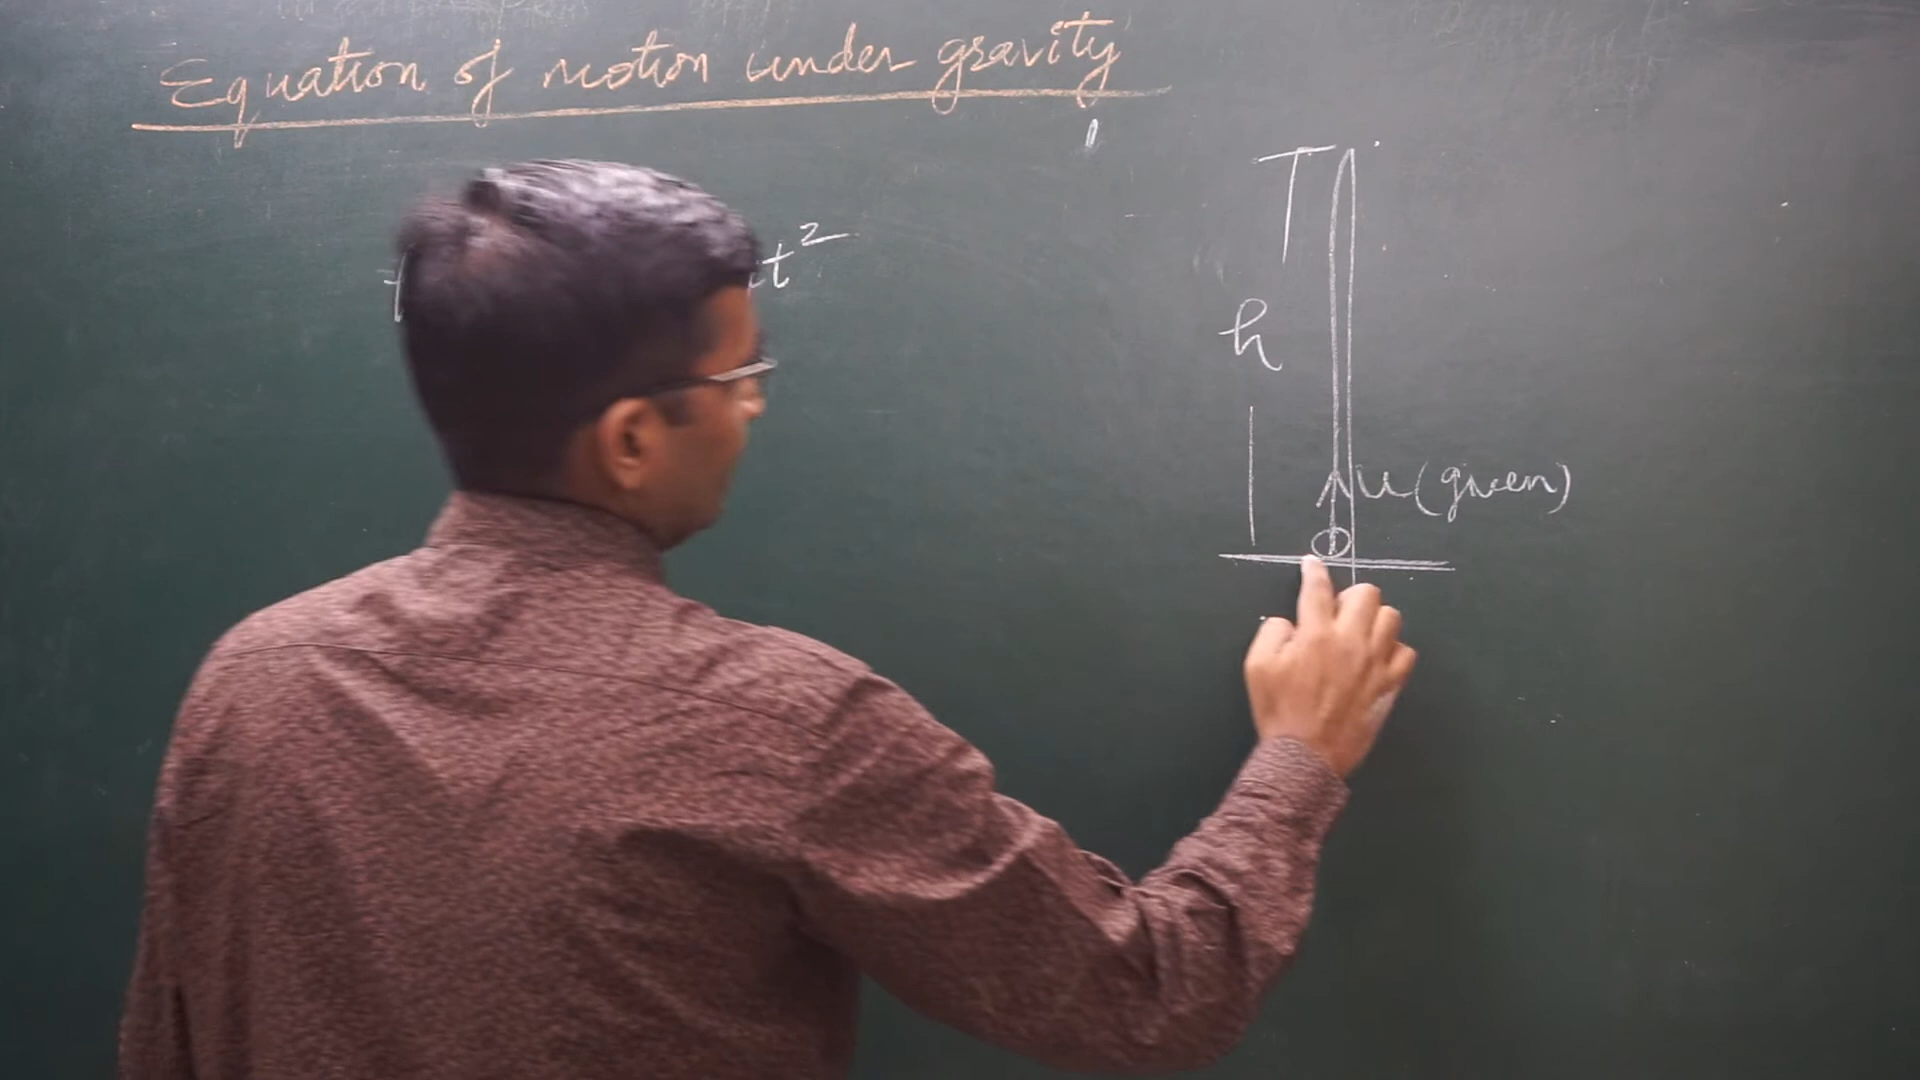 Equation of motion under gravity
t²
h
u (given)